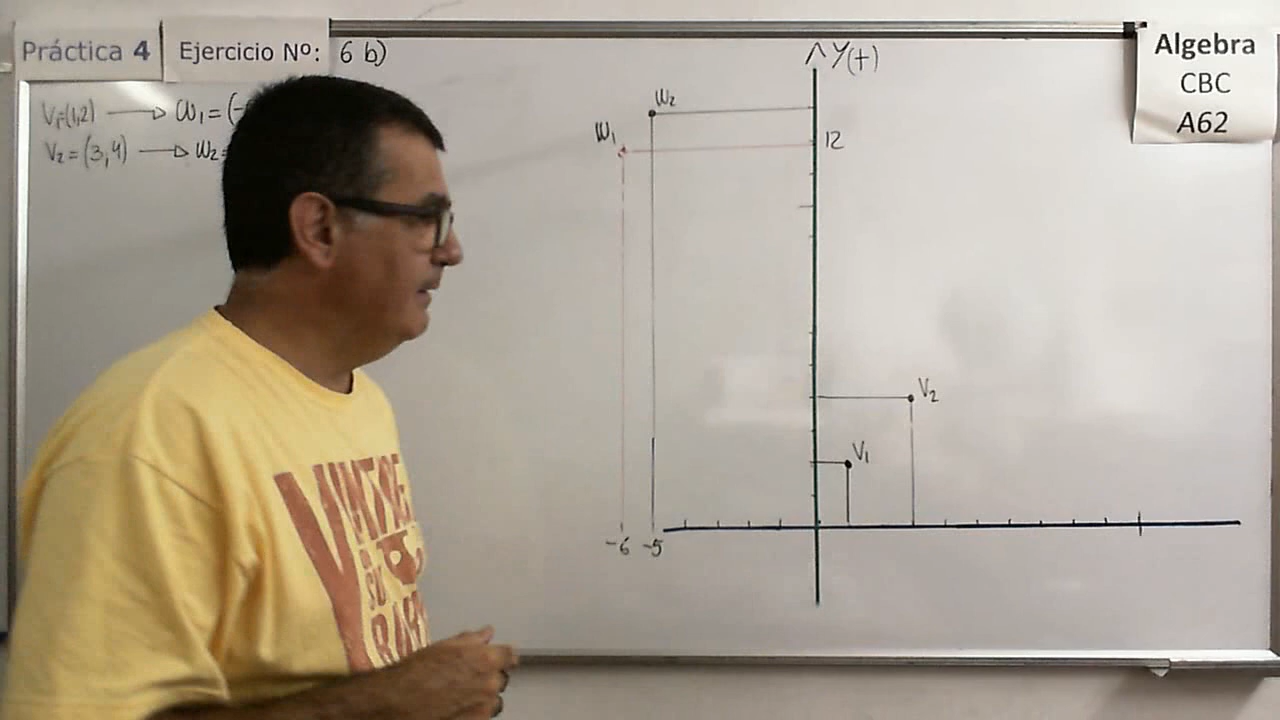 Práctica 4
Ejercicio Nº: 6 b)
Algebra
CBC
A62
V₁=(1,2) → W₁=(-
V₂=(3,4) → W₂=
Y(t)
W₂
W₁
12
V₂
V₁
-6 -5